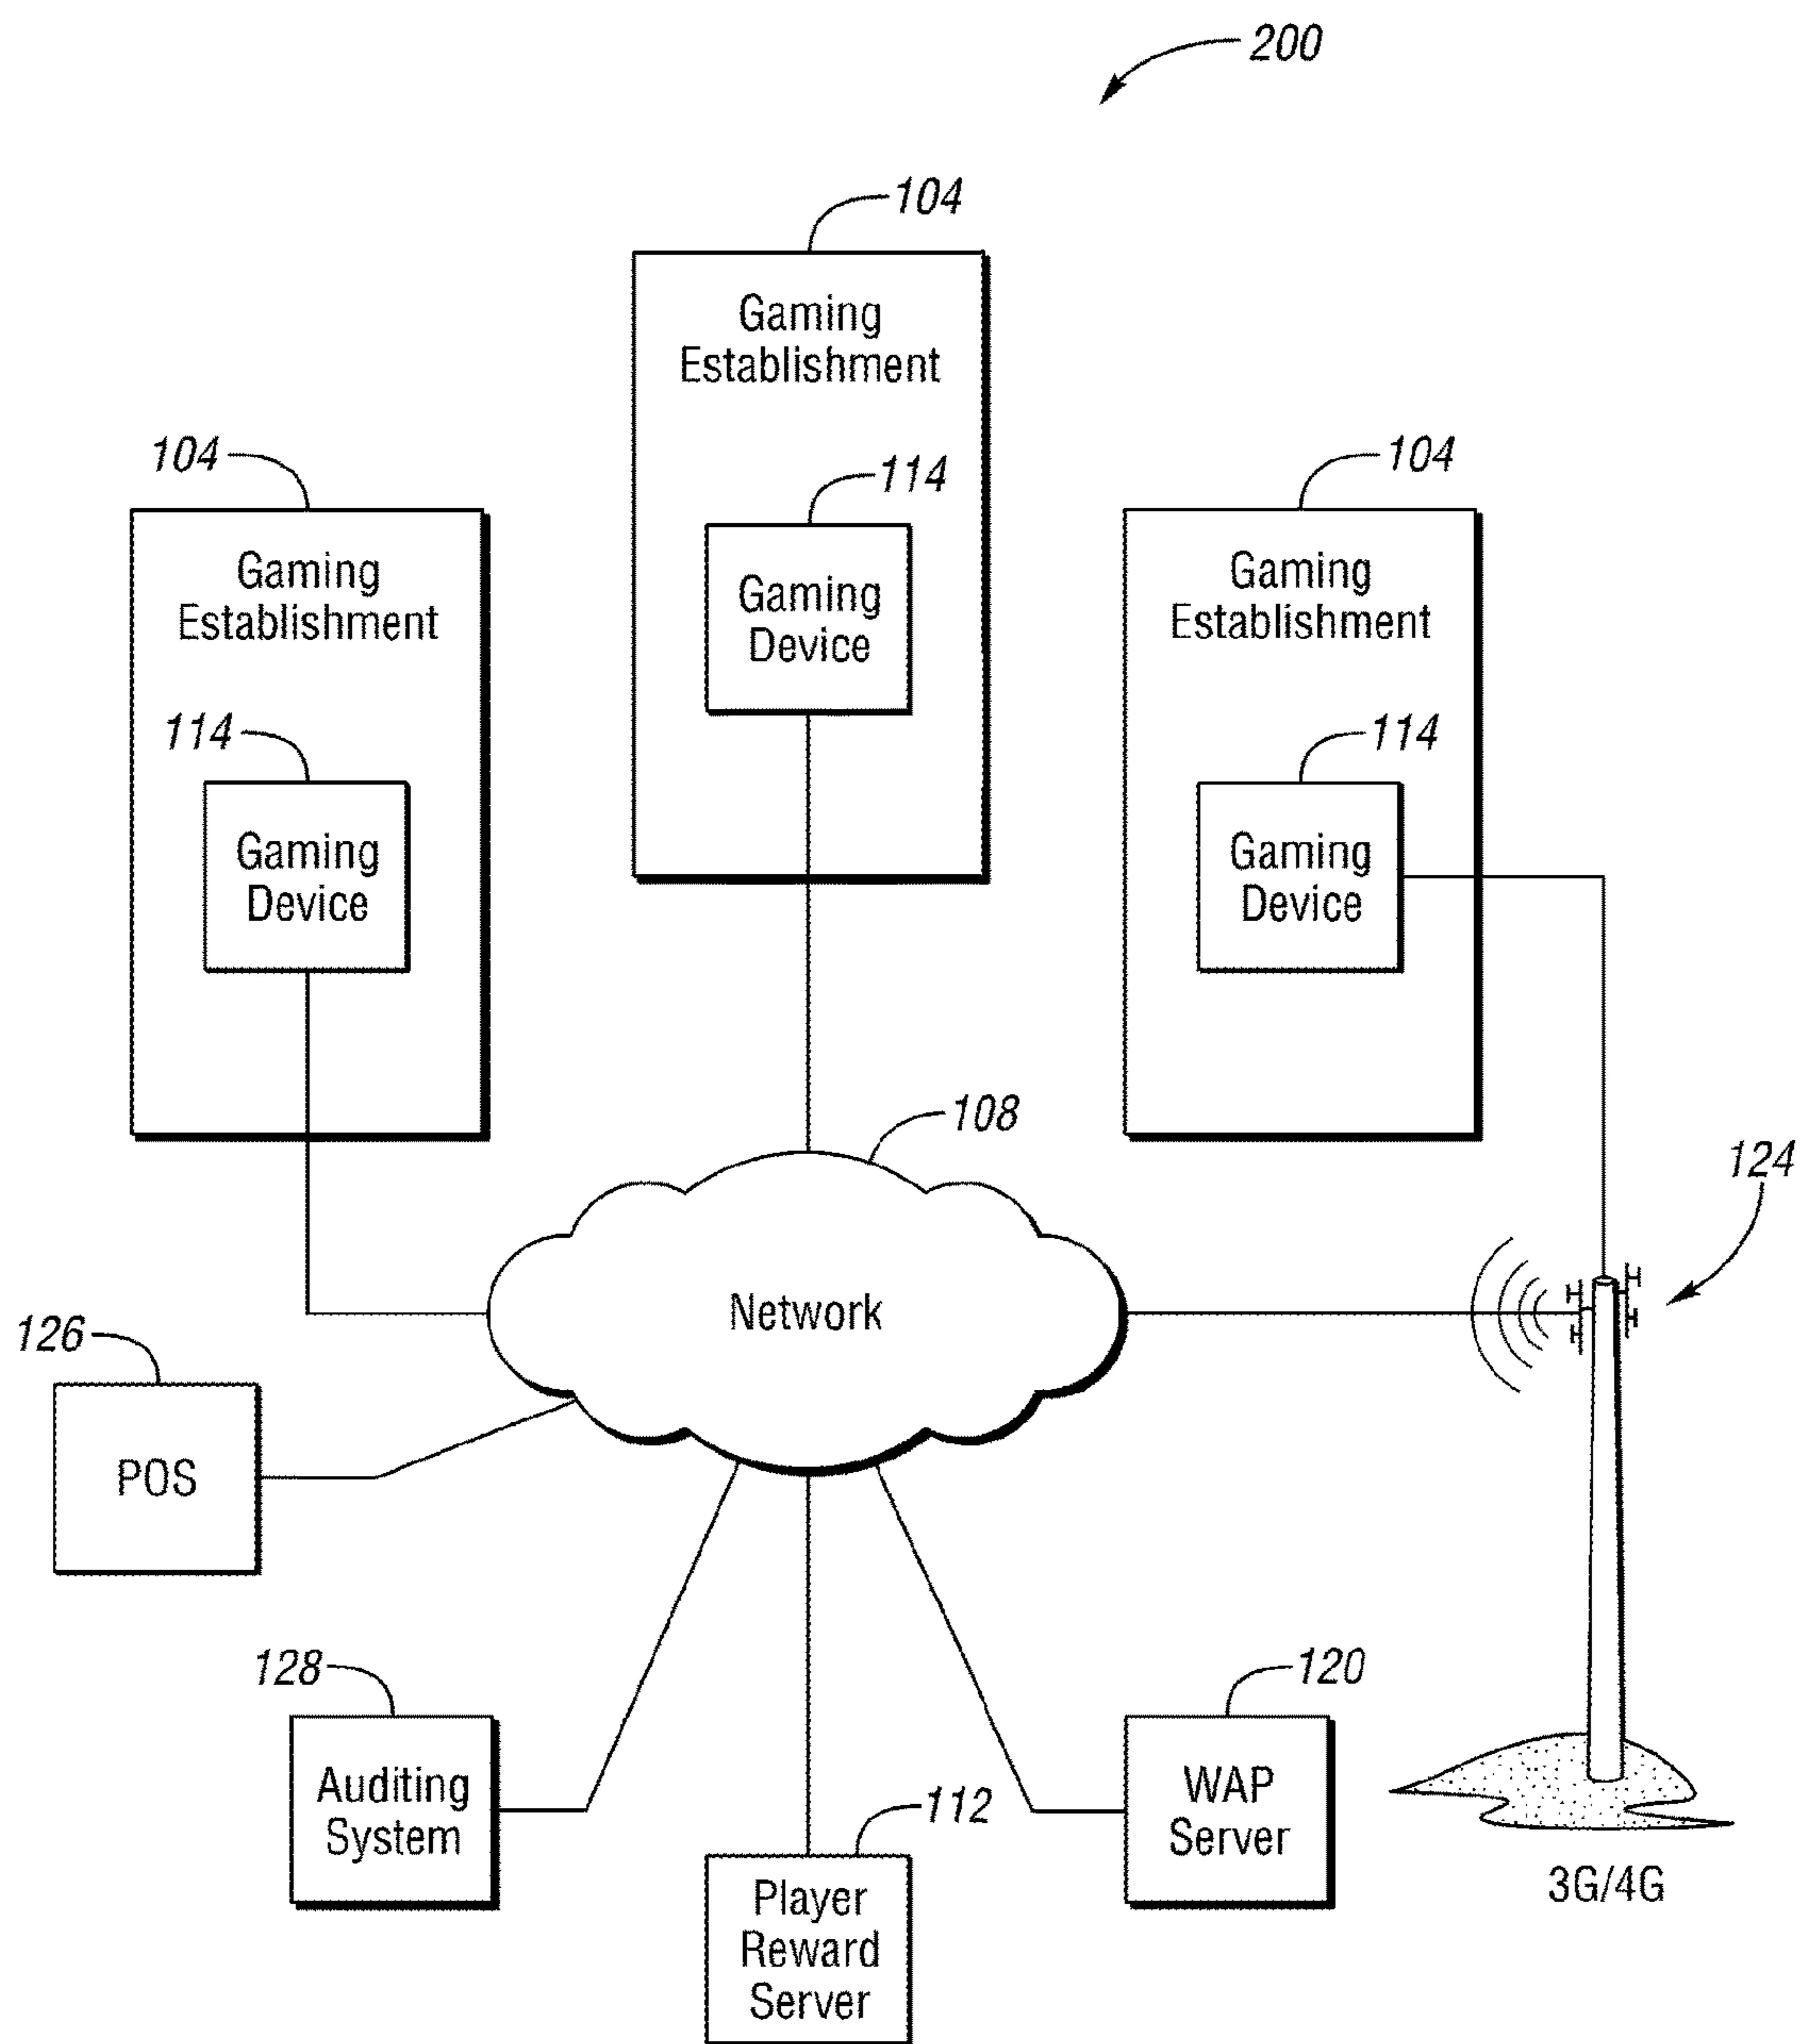 200
104
Gaming
Establishment
114
Gaming
Device
104
Gaming
Establishment
114
Gaming
Device
104
Gaming
Establishment
114
Gaming
Device
108
Network
124
126
POS
128
Auditing
System
112
Player
Reward
Server
120
WAP
Server
3G/4G